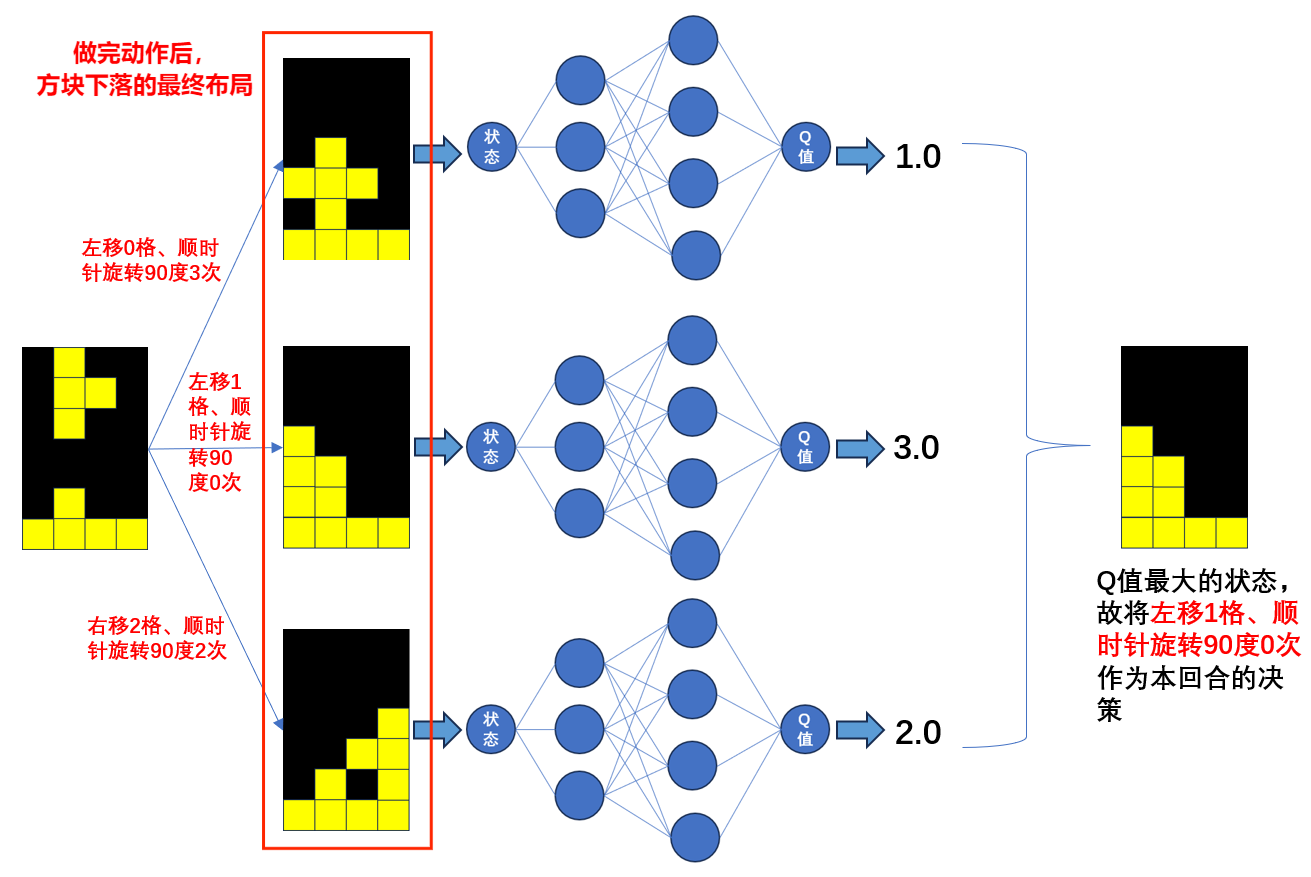 做完动作后，
方块下落的最终布局
左移0格、顺时
针旋转90度3次
状
态
Q
值
1.0
左移1
格、顺
时针旋
转90
度0次
状
态
Q
值
3.0
右移2格、顺时
针旋转90度2次
状
态
Q
值
2.0
Q值最大的状态，
故将左移1格、顺
时针旋转90度0次
作为本回合的决
策